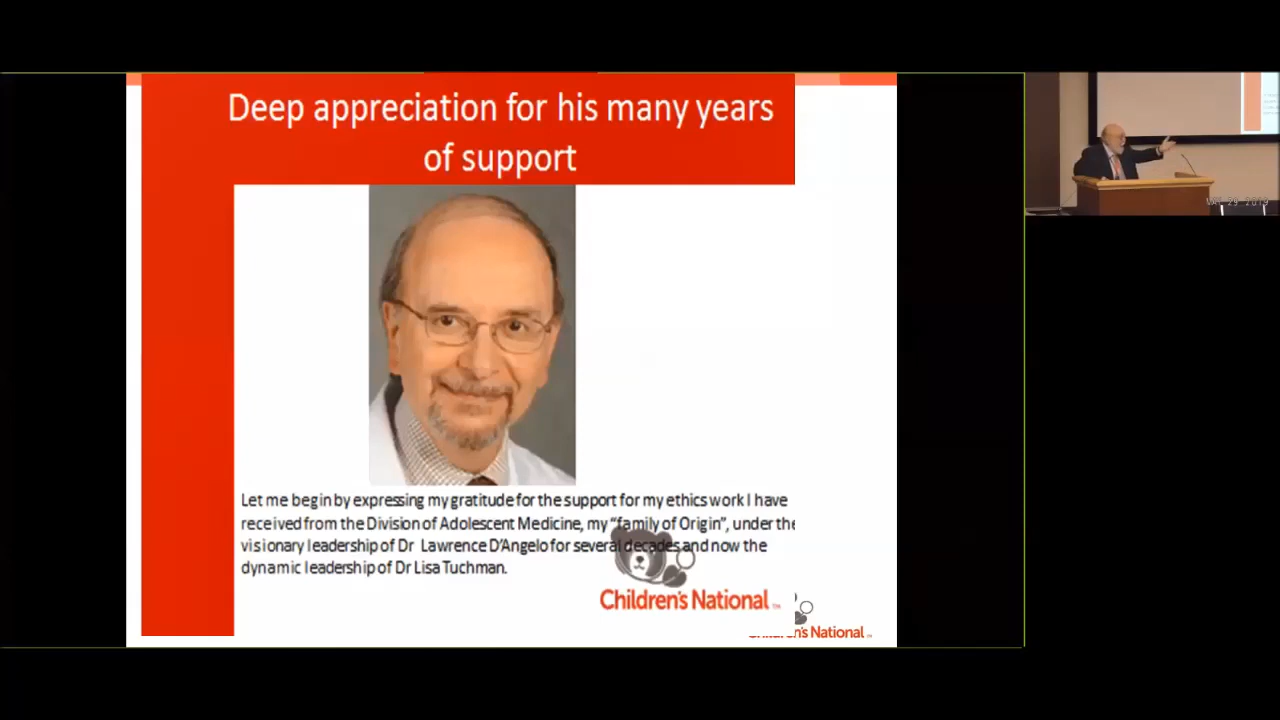 Deep appreciation for his many years
of support
Let me begin by expressing my gratitude for the support for my ethics work I have
received from the Division of Adolescent Medicine, my “family of Origin”, under the
visionary leadership of Dr Lawrence D’Angelo for several decades and now the
dynamic leadership of Dr Lisa Tuchman.
Children's National
Children's National
29 2019